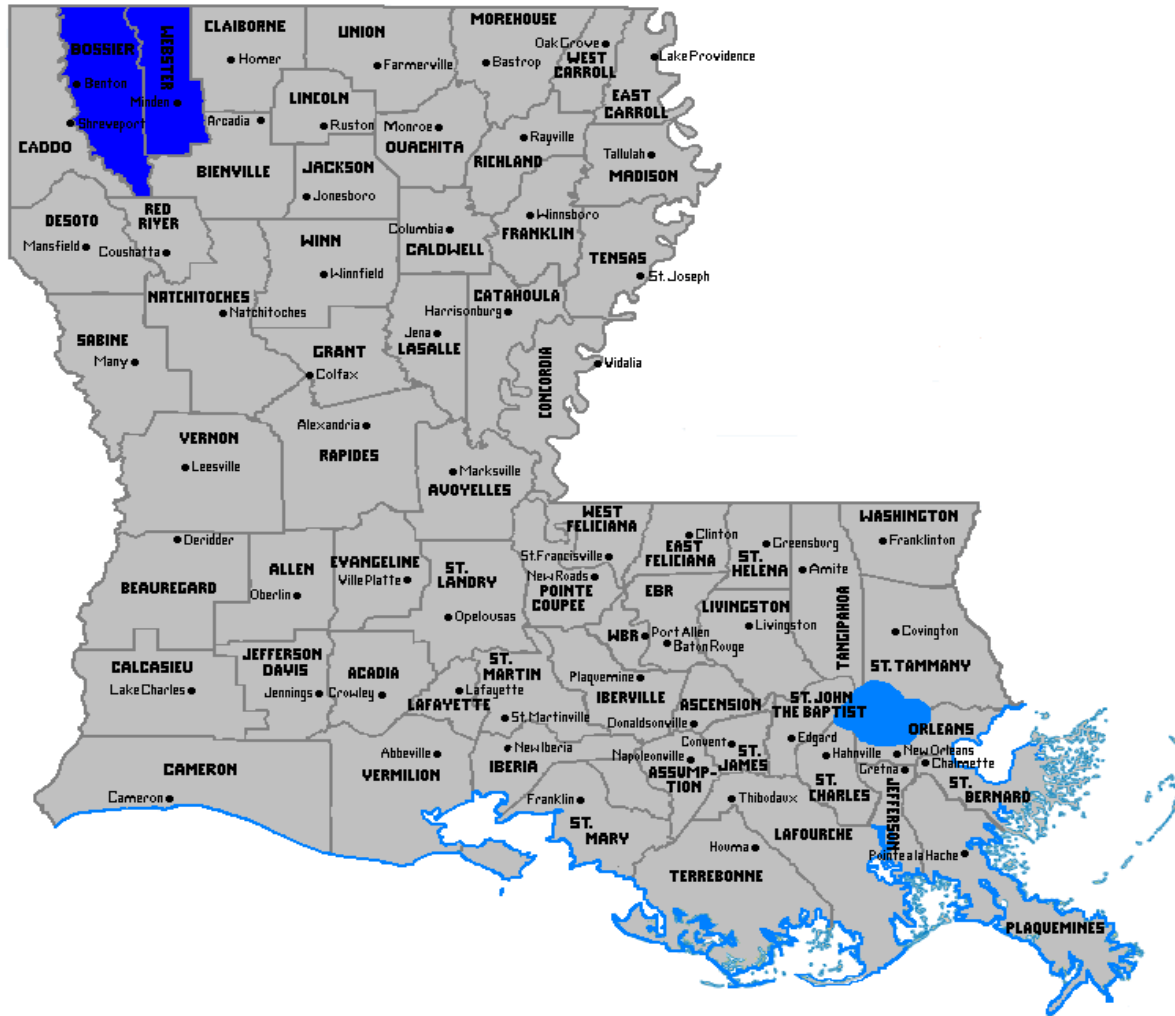 BOSSIER
WEBSTER
CLAIBORNE
UNION
MOREHOUSE
Oak Grove
WEST
CARROLL
Lake Providence
Homer
Farmerville
Bastrop
EAST
CARROLL
Benton
Minden
Shreveport
CADDO
Arcadia
LINCOLN
Ruston
Monroe
OUACHITA
Rayville
RICHLAND
Tallulah
MADISON
BIENVILLE
JACKSON
Jonesboro
DESOTO
Mansfield
RED
RIVER
Coushatta
WINN
Winnfield
Columbia
CALDWELL
Winnsboro
FRANKLIN
TENSAS
St. Joseph
NATCHITOCHES
Natchitoches
CATAHOULA
Harrisonburg
SABINE
Many
GRANT
Colfax
Jena
LASALLE
CONCORDIA
Vidalia
VERNON
Leesville
Alexandria
RAPIDES
Marksville
AVOYELLES
WEST
FELICIANA
St. Francisville
Clinton
EAST
FELICIANA
Greensburg
ST.
HELENA
WASHINGTON
Franklinton
Deridder
BEAUREGARD
ALLEN
Oberlin
EVANGELINE
Ville Platte
ST.
LANDRY
Opelousas
New Roads
POINTE
COUPEE
EBR
Amite
TANGIPAHOA
LIVINGSTON
Livingston
WBR
Port Allen
Baton Rouge
Covington
ST. TAMMANY
CALCASIEU
Lake Charles
JEFFERSON
DAVIS
Jennings
ACADIA
Crowley
LAFAYETTE
Lafayette
ST.
MARTIN
St. Martinville
Plaquemine
IBERVILLE
ASCENSION
Donaldsonville
ST. JOHN
THE BAPTIST
Edgard
ORLEANS
New Orleans
Chalmette
CAMERON
Cameron
Abbeville
VERMILION
New Iberia
IBERIA
Napoleonville
ASSUMP-
TION
Convent
ST.
JAMES
Hahnville
ST.
CHARLES
Gretna
JEFFERSON
ST.
BERNARD
Franklin
ST.
MARY
Thibodaux
LAFOURCHE
Houma
TERREBONNE
Pointe a la Hache
PLAQUEMINES